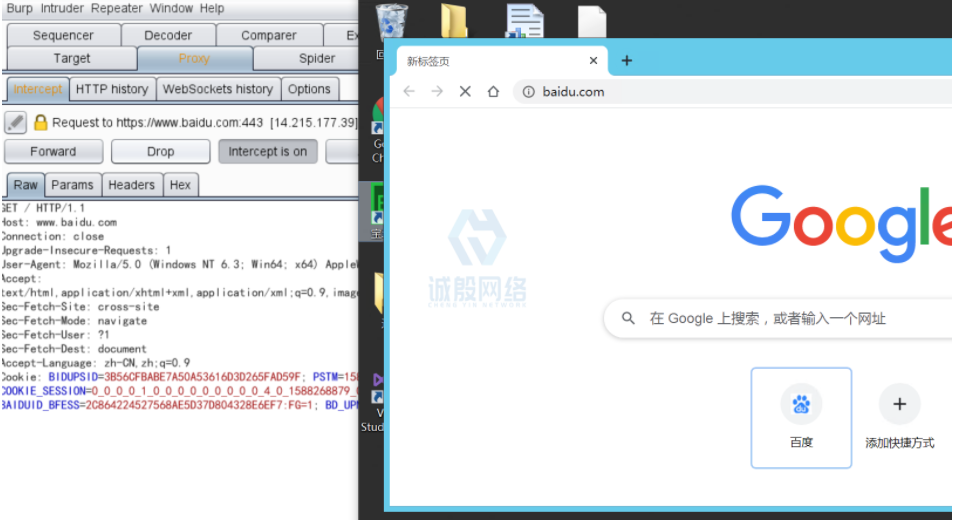 Burp Intruder Repeater Window Help
Sequencer Decoder Comparer
Target Proxy Spider
Intercept HTTP history WebSockets history Options
Request to https://www.baidu.com:443 [14.215.177.39]
Forward Drop Intercept is on
Raw Params Headers Hex
GET / HTTP/1.1
Host: www.baidu.com
Connection: close
Upgrade-Insecure-Requests: 1
User-Agent: Mozilla/5.0 (Windows NT 6.3; Win64; x64) AppleW
Accept:
text/html,application/xhtml+xml,application/xml;q=0.9,imag
Sec-Fetch-Site: cross-site
Sec-Fetch-Mode: navigate
Sec-Fetch-User: ?1
Sec-Fetch-Dest: document
Accept-Language: zh-CN,zh;q=0.9
Cookie: BIDUPSID=3B56CFBABE7A50A53616D3D265FAD59F; PSTM=15
COOKIE_SESSION=0_0_0_0_1_0_0_0_0_0_0_0_0_4_0_1588268879_
BAIDUID_BFESS=2C864224527568AE5D37D804328E6EF7:FG=1; BD_UPN
新标签页
baidu.com
Google
诚殷网络
CHENG YIN NETWORK
在 Google 上搜索，或者输入一个网址
百度
添加快捷方式